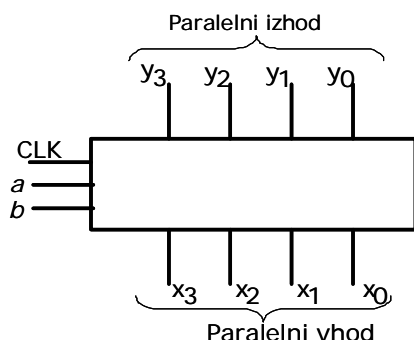 Paralelni izhod
y3 y2 y1 y0
CLK
a
b
x3 x2 x1 x0
Paralelni vhod